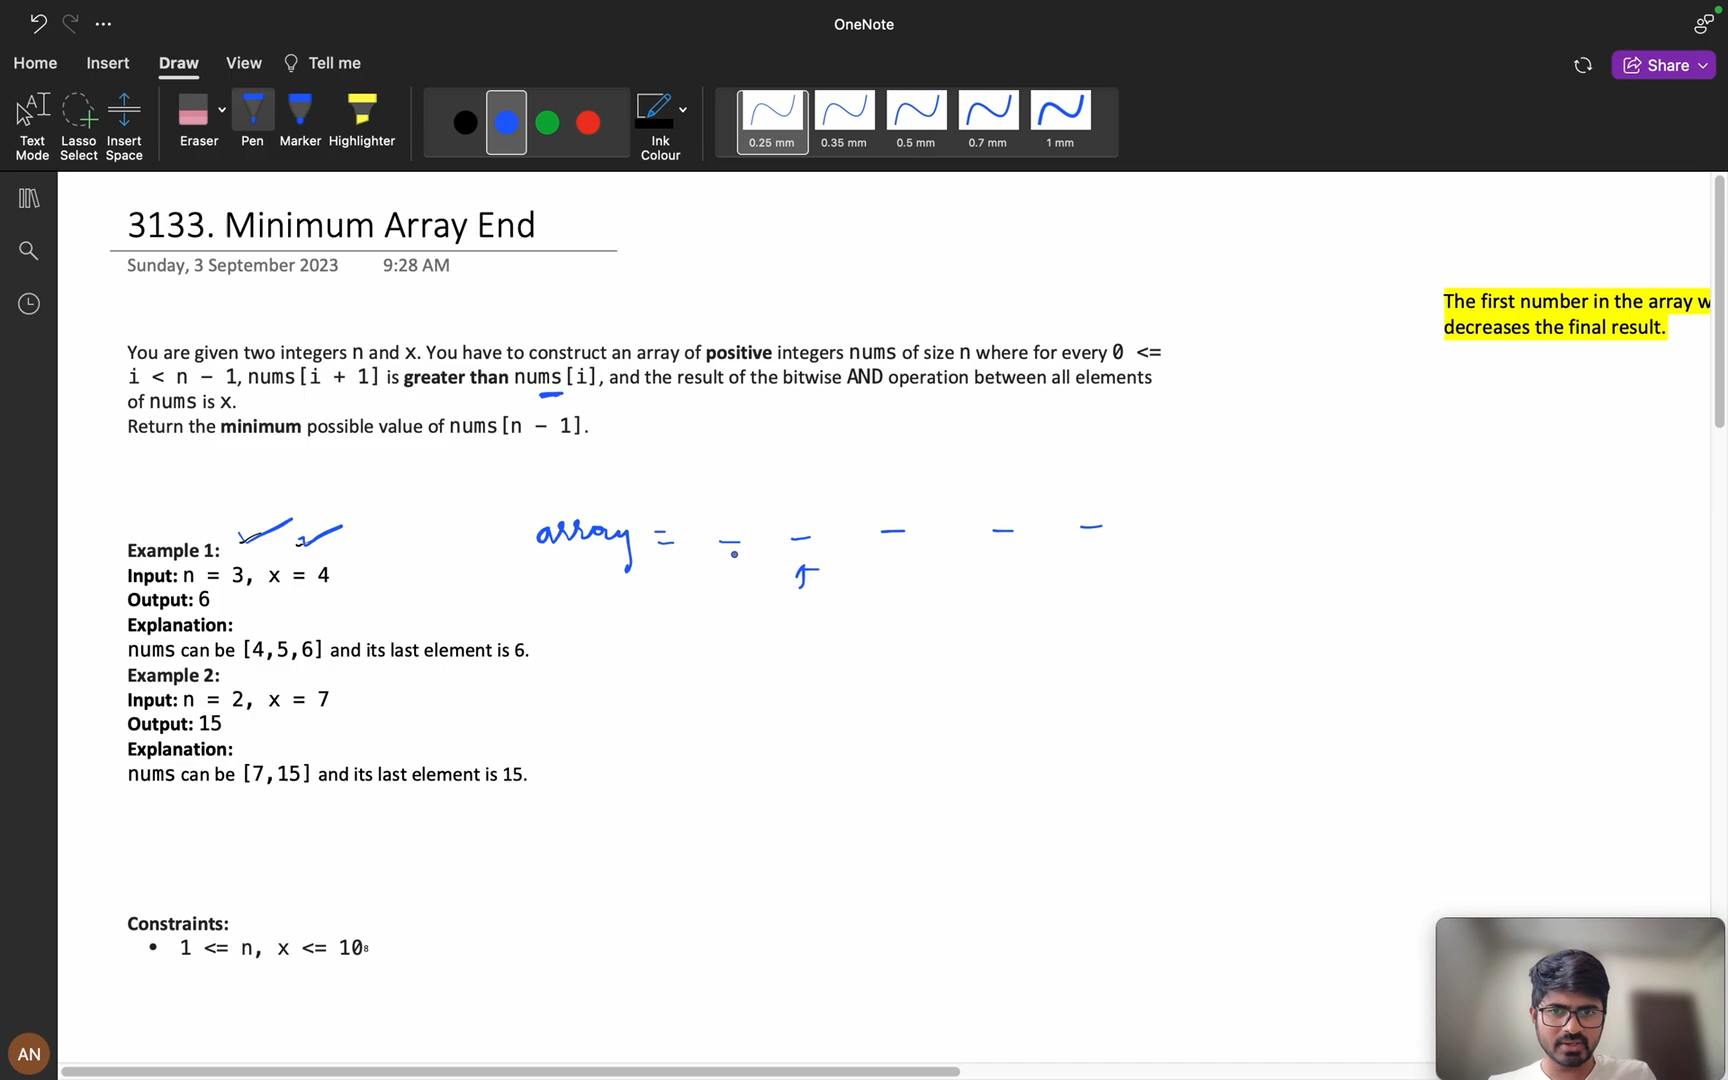 OneNote
Home Insert Draw View Tell me
Share
Text Mode
Lasso Select
Insert Space
Eraser
Pen
Marker
Highlighter
Ink Colour
0.25 mm
0.35 mm
0.5 mm
0.7 mm
1 mm
3133. Minimum Array End
Sunday, 3 September 2023 9:28 AM
The first number in the array w
decreases the final result.
You are given two integers n and x. You have to construct an array of positive integers nums of size n where for every 0 <=
i < n - 1, nums[i + 1] is greater than nums[i], and the result of the bitwise AND operation between all elements
of nums is x.
Return the minimum possible value of nums[n - 1].
array = _ _ _ _ _
Example 1:
Input: n = 3, x = 4
Output: 6
Explanation:
nums can be [4,5,6] and its last element is 6.
Example 2:
Input: n = 2, x = 7
Output: 15
Explanation:
nums can be [7,15] and its last element is 15.
Constraints:
• 1 <= n, x <= 10⁸
AN